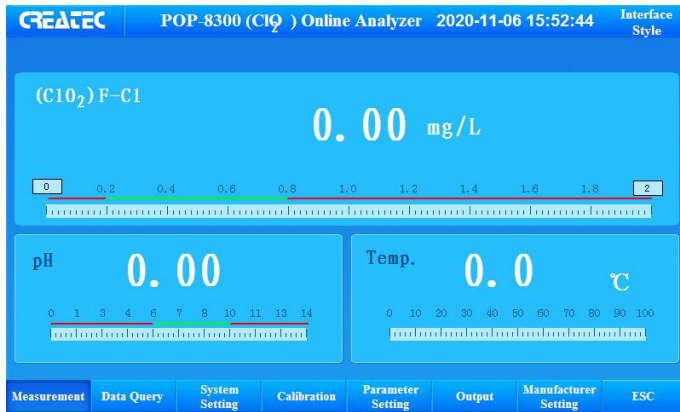 CREATEC POP-8300 (ClO2) Online Analyzer 2020-11-06 15:52:44 Interface Style
(ClO2)F-Cl
0.00 mg/L
0 0.2 0.4 0.6 0.8 1.0 1.2 1.4 1.6 1.8 2
pH
0.00
0 1 3 4 6 7 8 10 11 13 14
Temp.
0.0 ℃
0 10 20 30 40 50 60 70 80 90 100
Measurement Data Query System Setting Calibration Parameter Setting Output Manufacturer Setting ESC